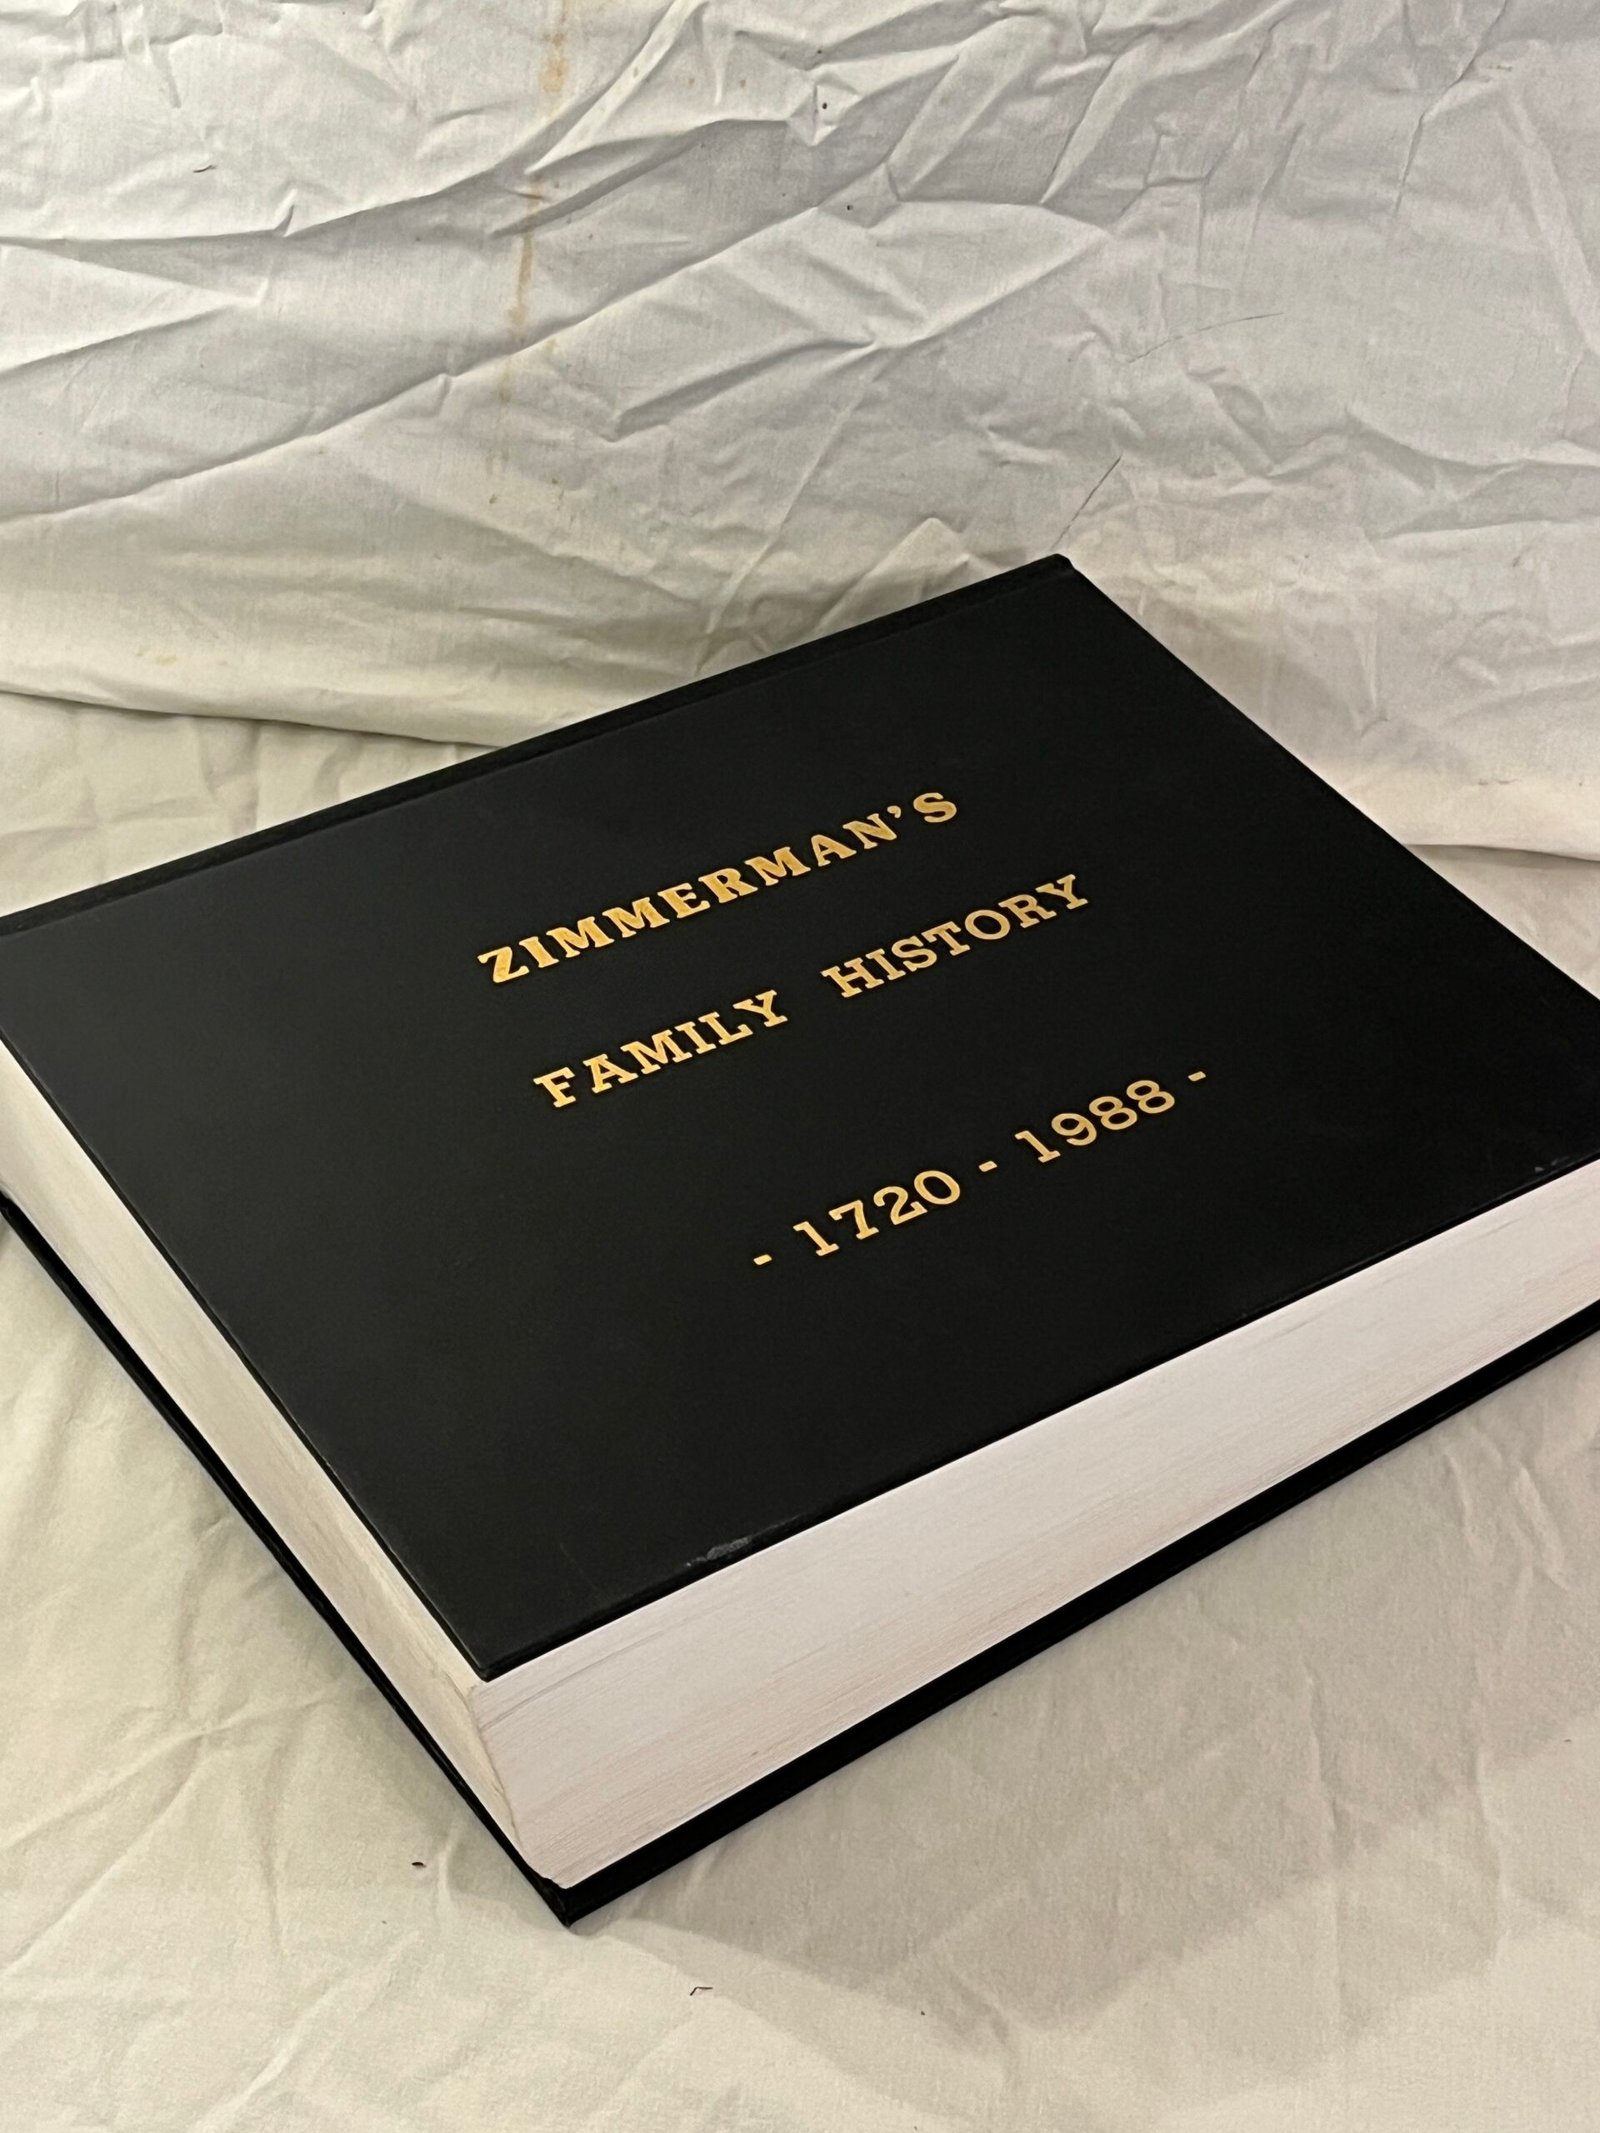 ZIMMERMAN'S
FAMILY HISTORY
- 1720 - 1988 -